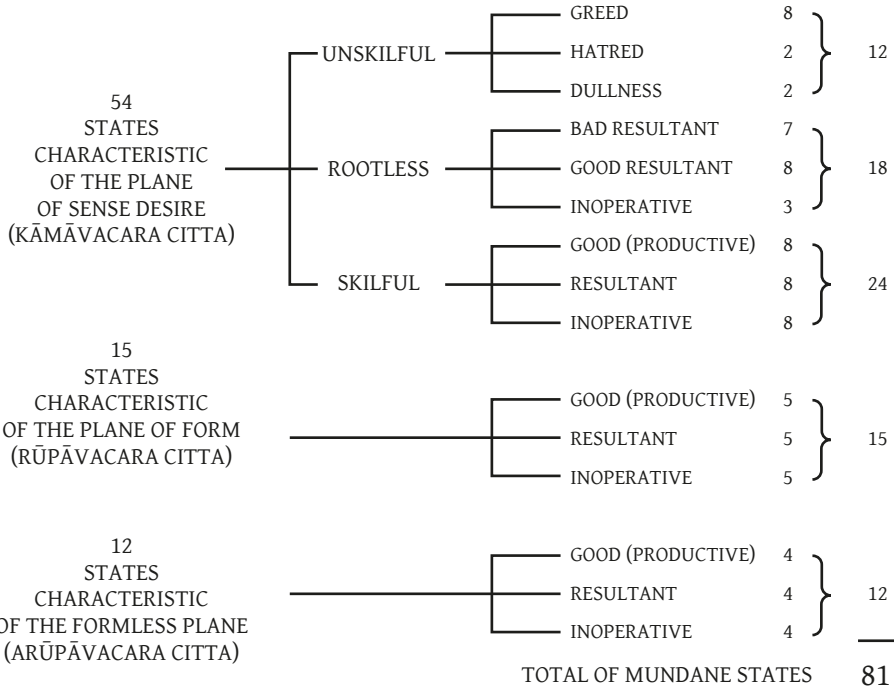 54
STATES
CHARACTERISTIC
OF THE PLANE
OF SENSE DESIRE
(KĀMĀVACARA CITTA)
UNSKILFUL
GREED 8
HATRED 2
DULLNESS 2
12
ROOTLESS
BAD RESULTANT 7
GOOD RESULTANT 8
INOPERATIVE 3
18
SKILFUL
GOOD (PRODUCTIVE) 8
RESULTANT 8
INOPERATIVE 8
24
15
STATES
CHARACTERISTIC
OF THE PLANE OF FORM
(RŪPĀVACARA CITTA)
GOOD (PRODUCTIVE) 5
RESULTANT 5
INOPERATIVE 5
15
12
STATES
CHARACTERISTIC
OF THE FORMLESS PLANE
(ARŪPĀVACARA CITTA)
GOOD (PRODUCTIVE) 4
RESULTANT 4
INOPERATIVE 4
12
TOTAL OF MUNDANE STATES 81